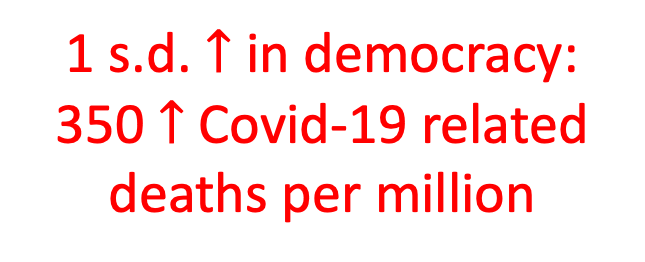 1 s.d. ↑ in democracy:
350 ↑ Covid-19 related
deaths per million